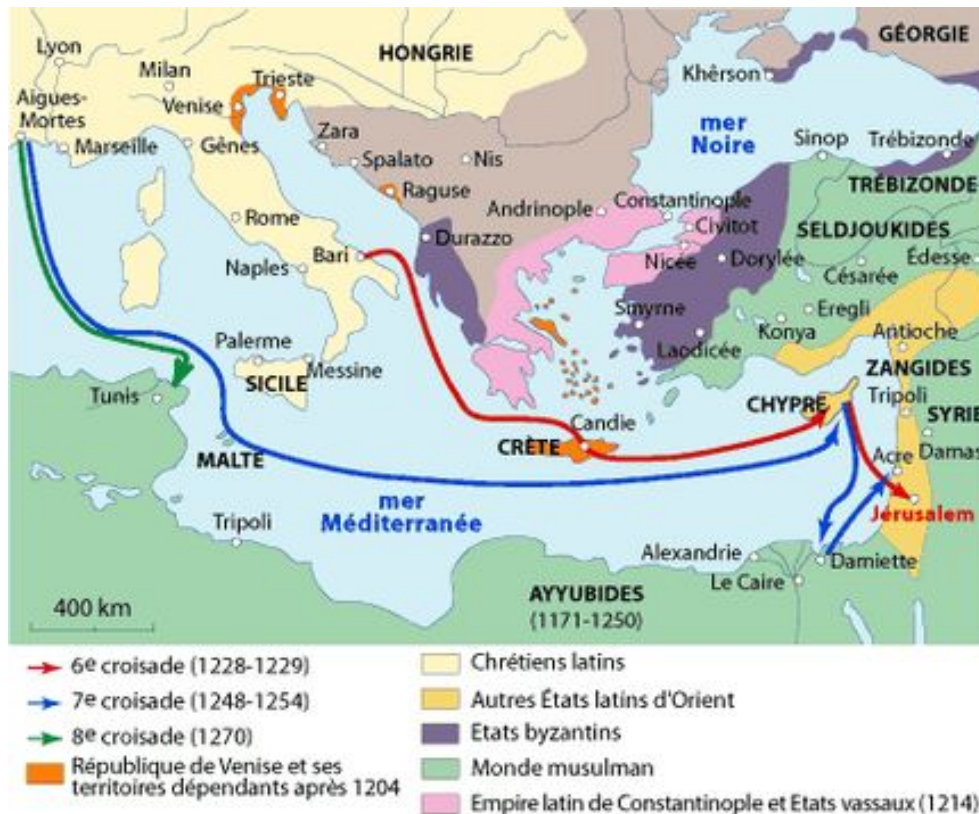 Lyon
HONGRIE
GÉORGIE
Milan
Trieste
Khêrson
Aigues-
Mortes
Venise
mer
Noire
Marseille
Gênes
Zara
Sinop
Trébizonde
Spalato
Nis
TRÉBIZONDE
Raguse
Andrinople
Constantinople
Rome
Civitot
SELDJOUKIDES
Bari
Durazzo
Nicée
Dorylée
Édesse
Naples
Césarée
Smyrne
Eregli
Konya
Palerme
Laodicée
Antioche
Messine
ZANGIDES
Tunis
SICILE
CHYPRE
Tripoli
Candie
SYRIE
CRÈTE
Damas
MALTE
Acre
mer
Méditerranée
Jérusalem
Tripoli
Alexandrie
Damiette
Le Caire
400 km
AYYUBIDES
(1171-1250)
6e croisade (1228-1229)
7e croisade (1248-1254)
8e croisade (1270)
République de Venise et ses
territoires dépendants après 1204
Chrétiens latins
Autres États latins d'Orient
Etats byzantins
Monde musulman
Empire latin de Constantinople et Etats vassaux (1214)